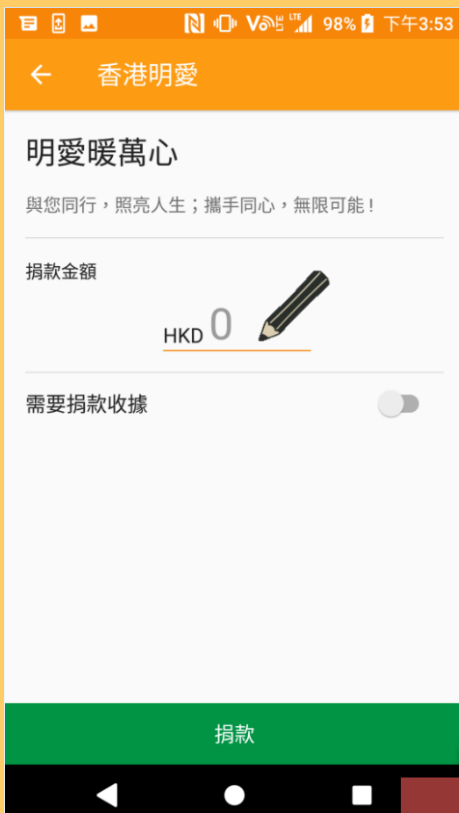 98% 下午3:53
香港明愛
明愛暖萬心
與您同行，照亮人生；攜手同心，無限可能！
捐款金額
HKD 0
需要捐款收據
捐款